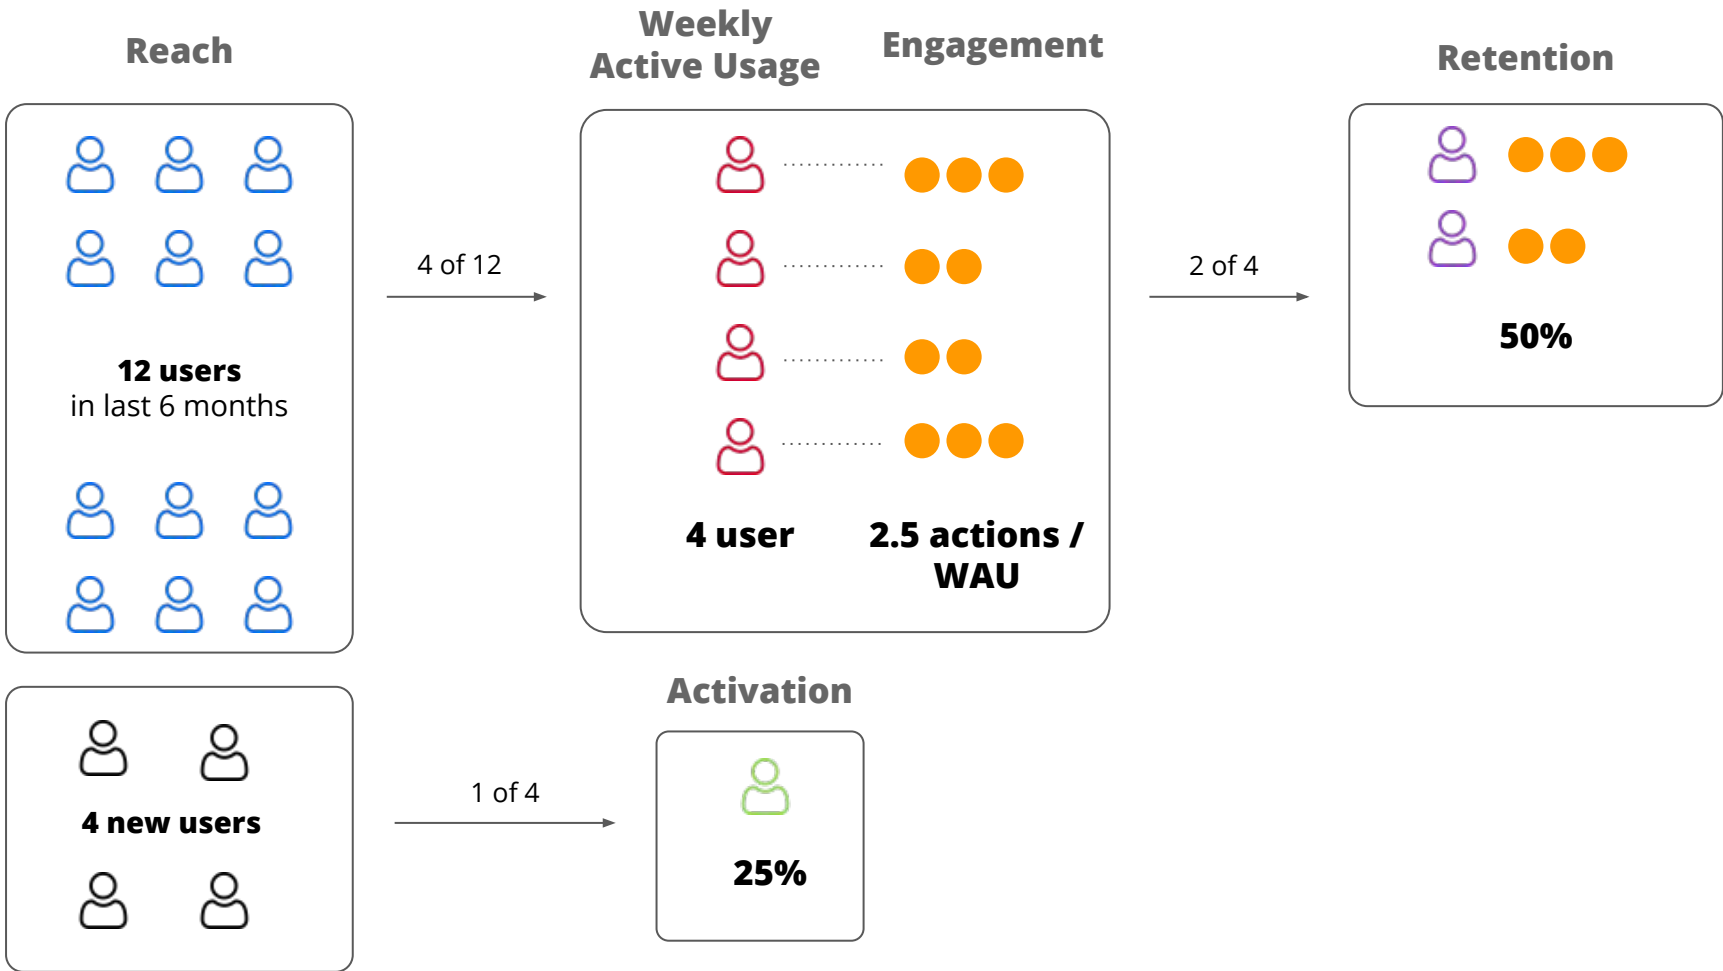 Reach
12 users
in last 6 months
4 of 12
Weekly
Active Usage
Engagement
4 user
2.5 actions /
WAU
2 of 4
Retention
50%
4 new users
1 of 4
Activation
25%